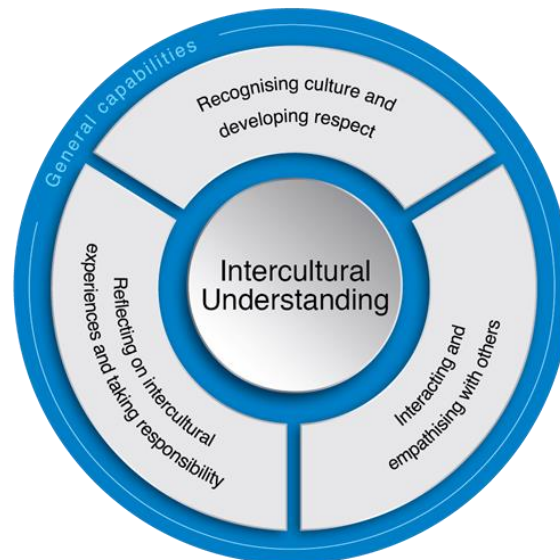 General capabilities
Recognising culture and
developing respect
Intercultural
Understanding
Interacting and
empathising with others
Reflecting on intercultural
experiences and taking responsibility